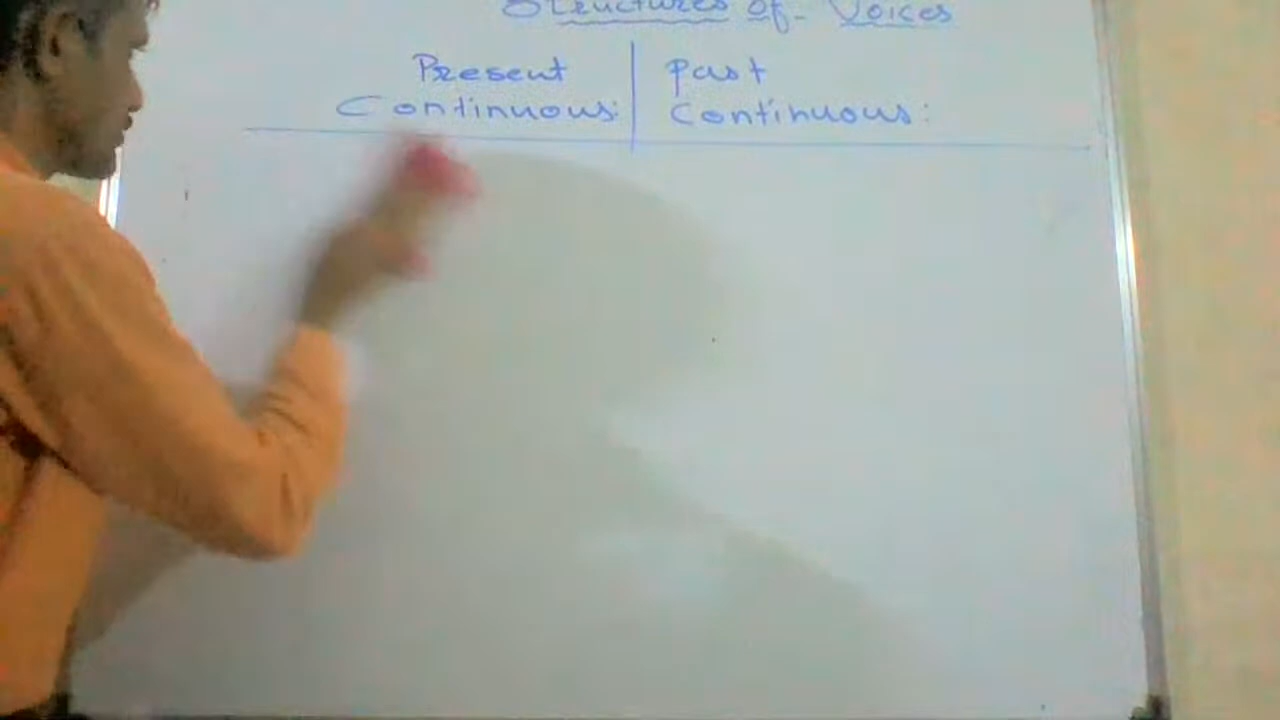 Structures of- Voices
Present
Continuous:
Past
Continuous: